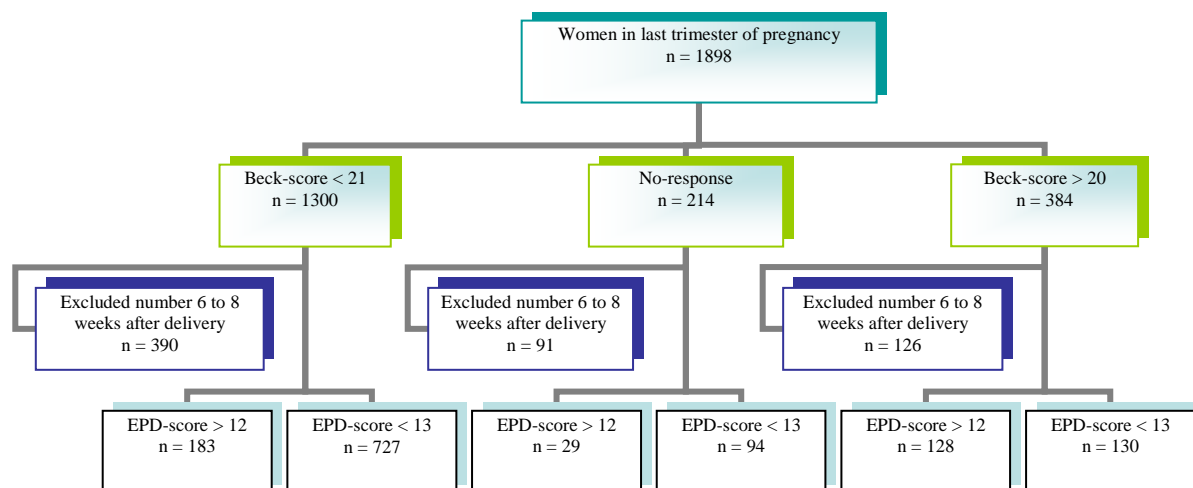 Women in last trimester of pregnancy
n = 1898
Beck-score < 21
n = 1300
No-response
n = 214
Beck-score > 20
n = 384
Excluded number 6 to 8
weeks after delivery
n = 390
Excluded number 6 to 8
weeks after delivery
n = 91
Excluded number 6 to 8
weeks after delivery
n = 126
EPD-score > 12
n = 183
EPD-score < 13
n = 727
EPD-score > 12
n = 29
EPD-score < 13
n = 94
EPD-score > 12
n = 128
EPD-score < 13
n = 130